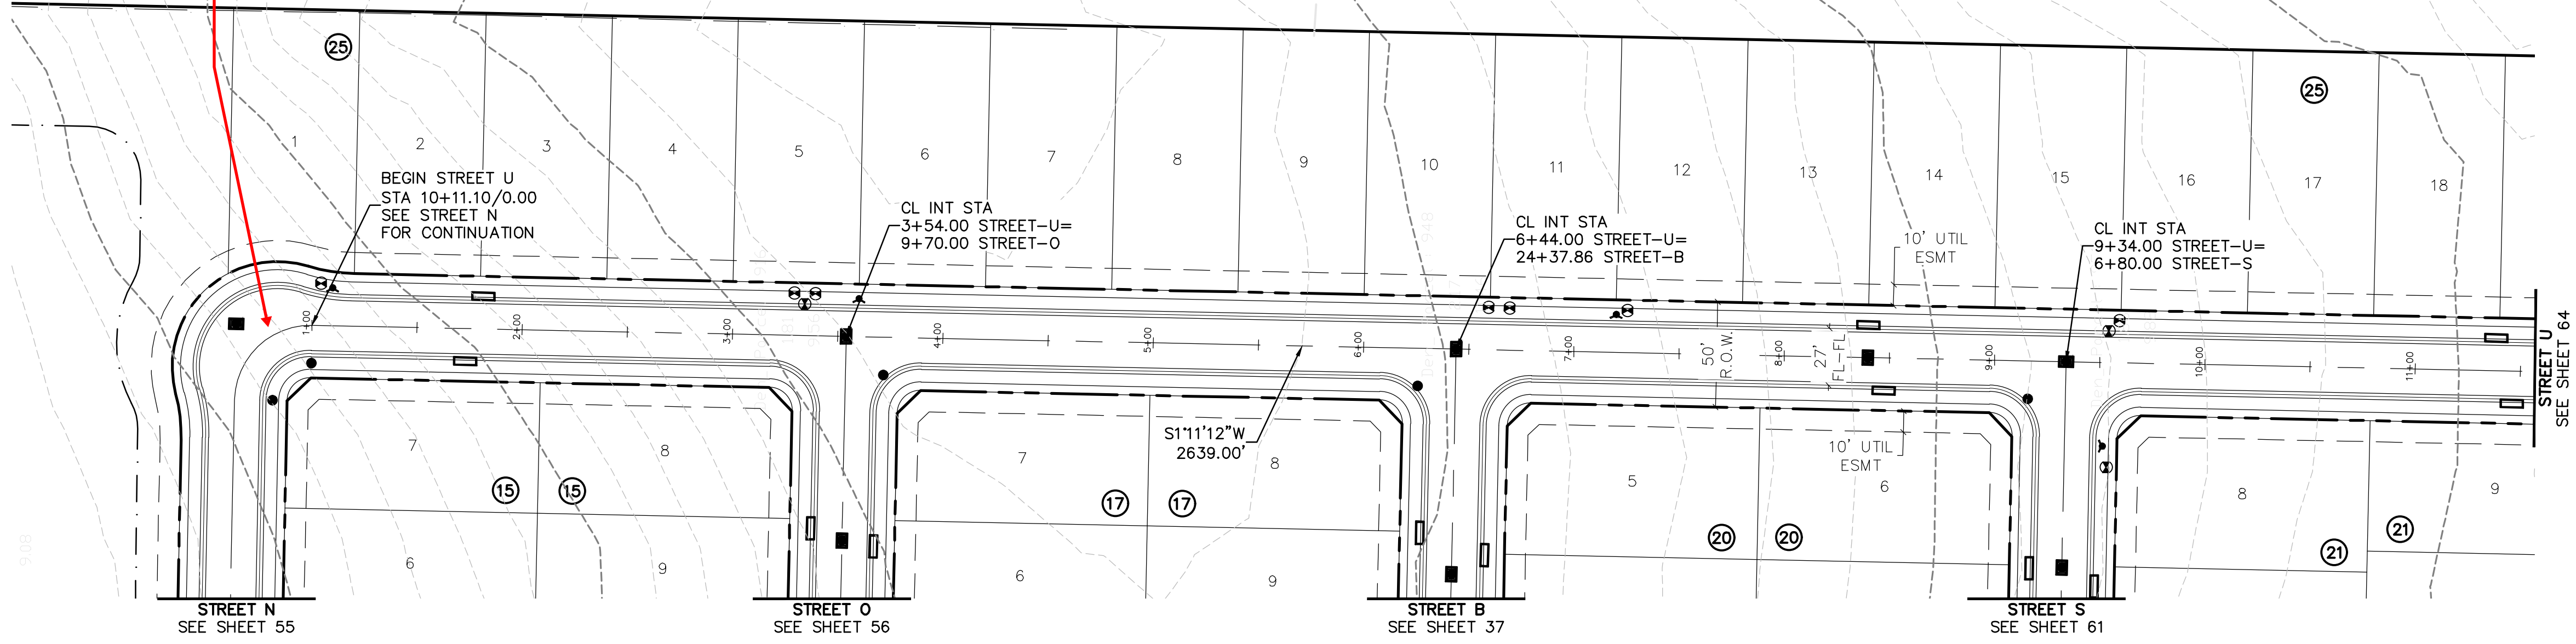 25
25
1
2
3
4
5
6
7
8
9
10
11
12
13
14
15
16
17
18
BEGIN STREET U
STA 10+11.10/0.00
SEE STREET N
FOR CONTINUATION
CL INT STA
3+54.00 STREET-U=
9+70.00 STREET-O
CL INT STA
6+44.00 STREET-U=
24+37.86 STREET-B
10' UTIL
ESMT
CL INT STA
9+34.00 STREET-U=
6+80.00 STREET-S
1+00
2+00
3+00
4+00
5+00
6+00
7+00
8+00
9+00
10+00
11+00
50'
R.O.W.
27'
FL-FL
STREET U
SEE SHEET 64
S1°11'12"W
2639.00'
10' UTIL
ESMT
7
8
15
15
6
9
7
8
17
17
6
9
5
6
20
20
8
9
21
21
STREET N
SEE SHEET 55
STREET O
SEE SHEET 56
STREET B
SEE SHEET 37
STREET S
SEE SHEET 61